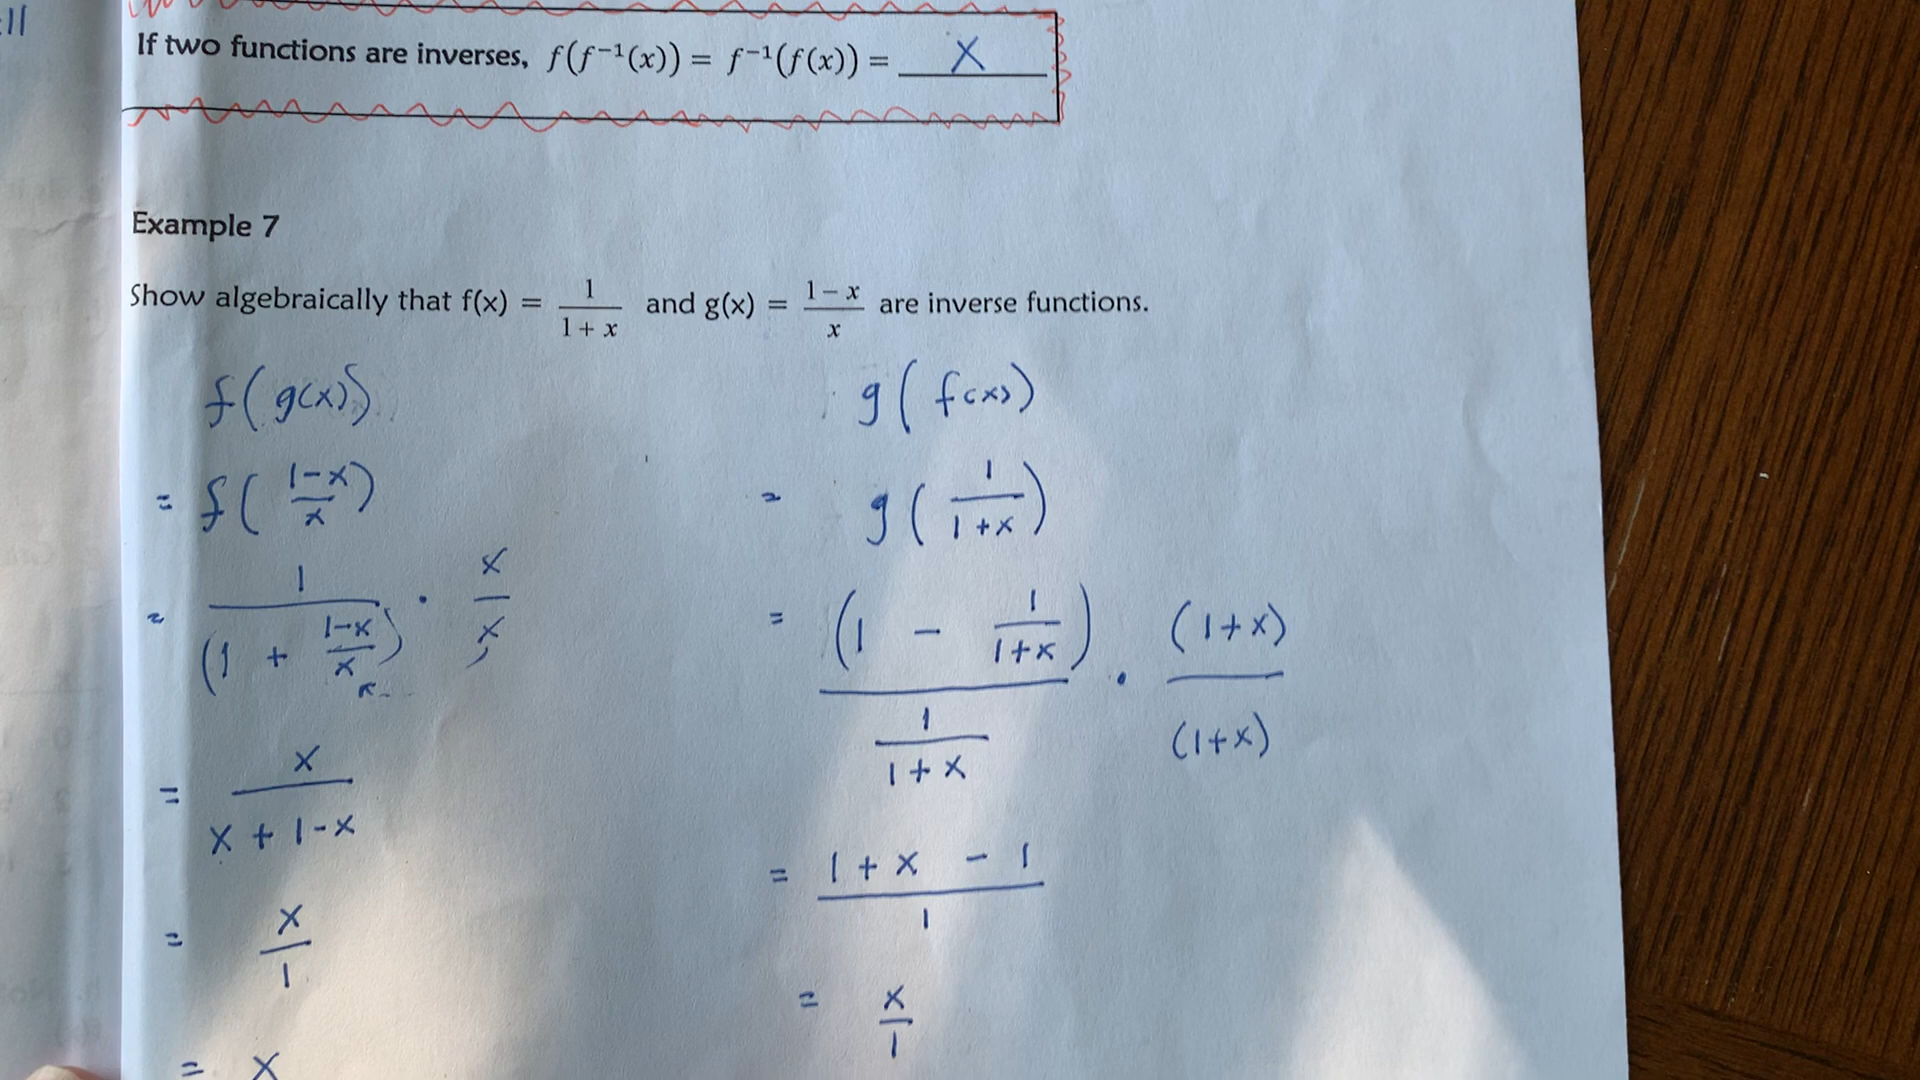 If two functions are inverses, f(f⁻¹(x)) = f⁻¹(f(x)) = X
Example 7
Show algebraically that f(x) = 1/(1 + x) and g(x) = (1 − x)/x are inverse functions.
f(g(x))
= f((1-x)/x)
= 1/(1 + (1-x)/x) · x/x
= x/(x + 1-x)
= x/1
= x
g(f(x))
= g(1/(1+x))
= (1 - 1/(1+x))/(1/(1+x)) · (1+x)/(1+x)
= (1 + x - 1)/1
= x/1